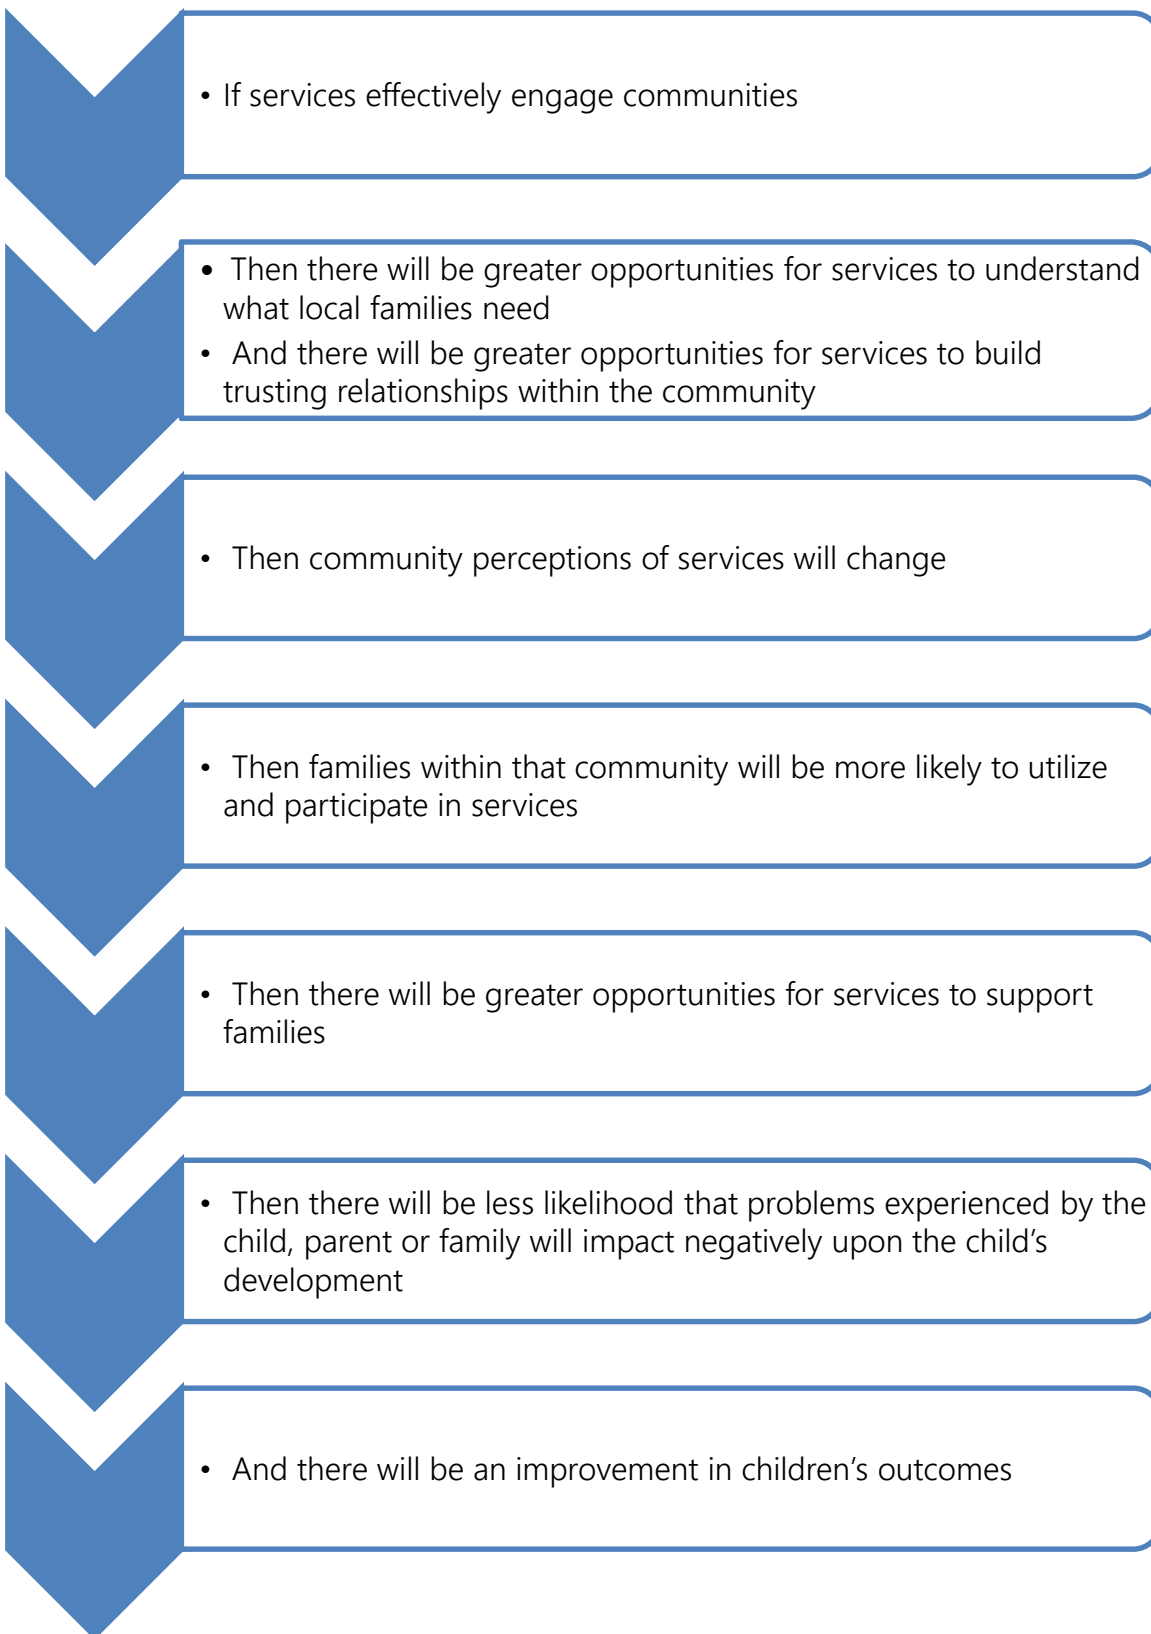 • If services effectively engage communities
• Then there will be greater opportunities for services to understand
what local families need
• And there will be greater opportunities for services to build
trusting relationships within the community
• Then community perceptions of services will change
• Then families within that community will be more likely to utilize
and participate in services
• Then there will be greater opportunities for services to support
families
• Then there will be less likelihood that problems experienced by the
child, parent or family will impact negatively upon the child’s
development
• And there will be an improvement in children’s outcomes